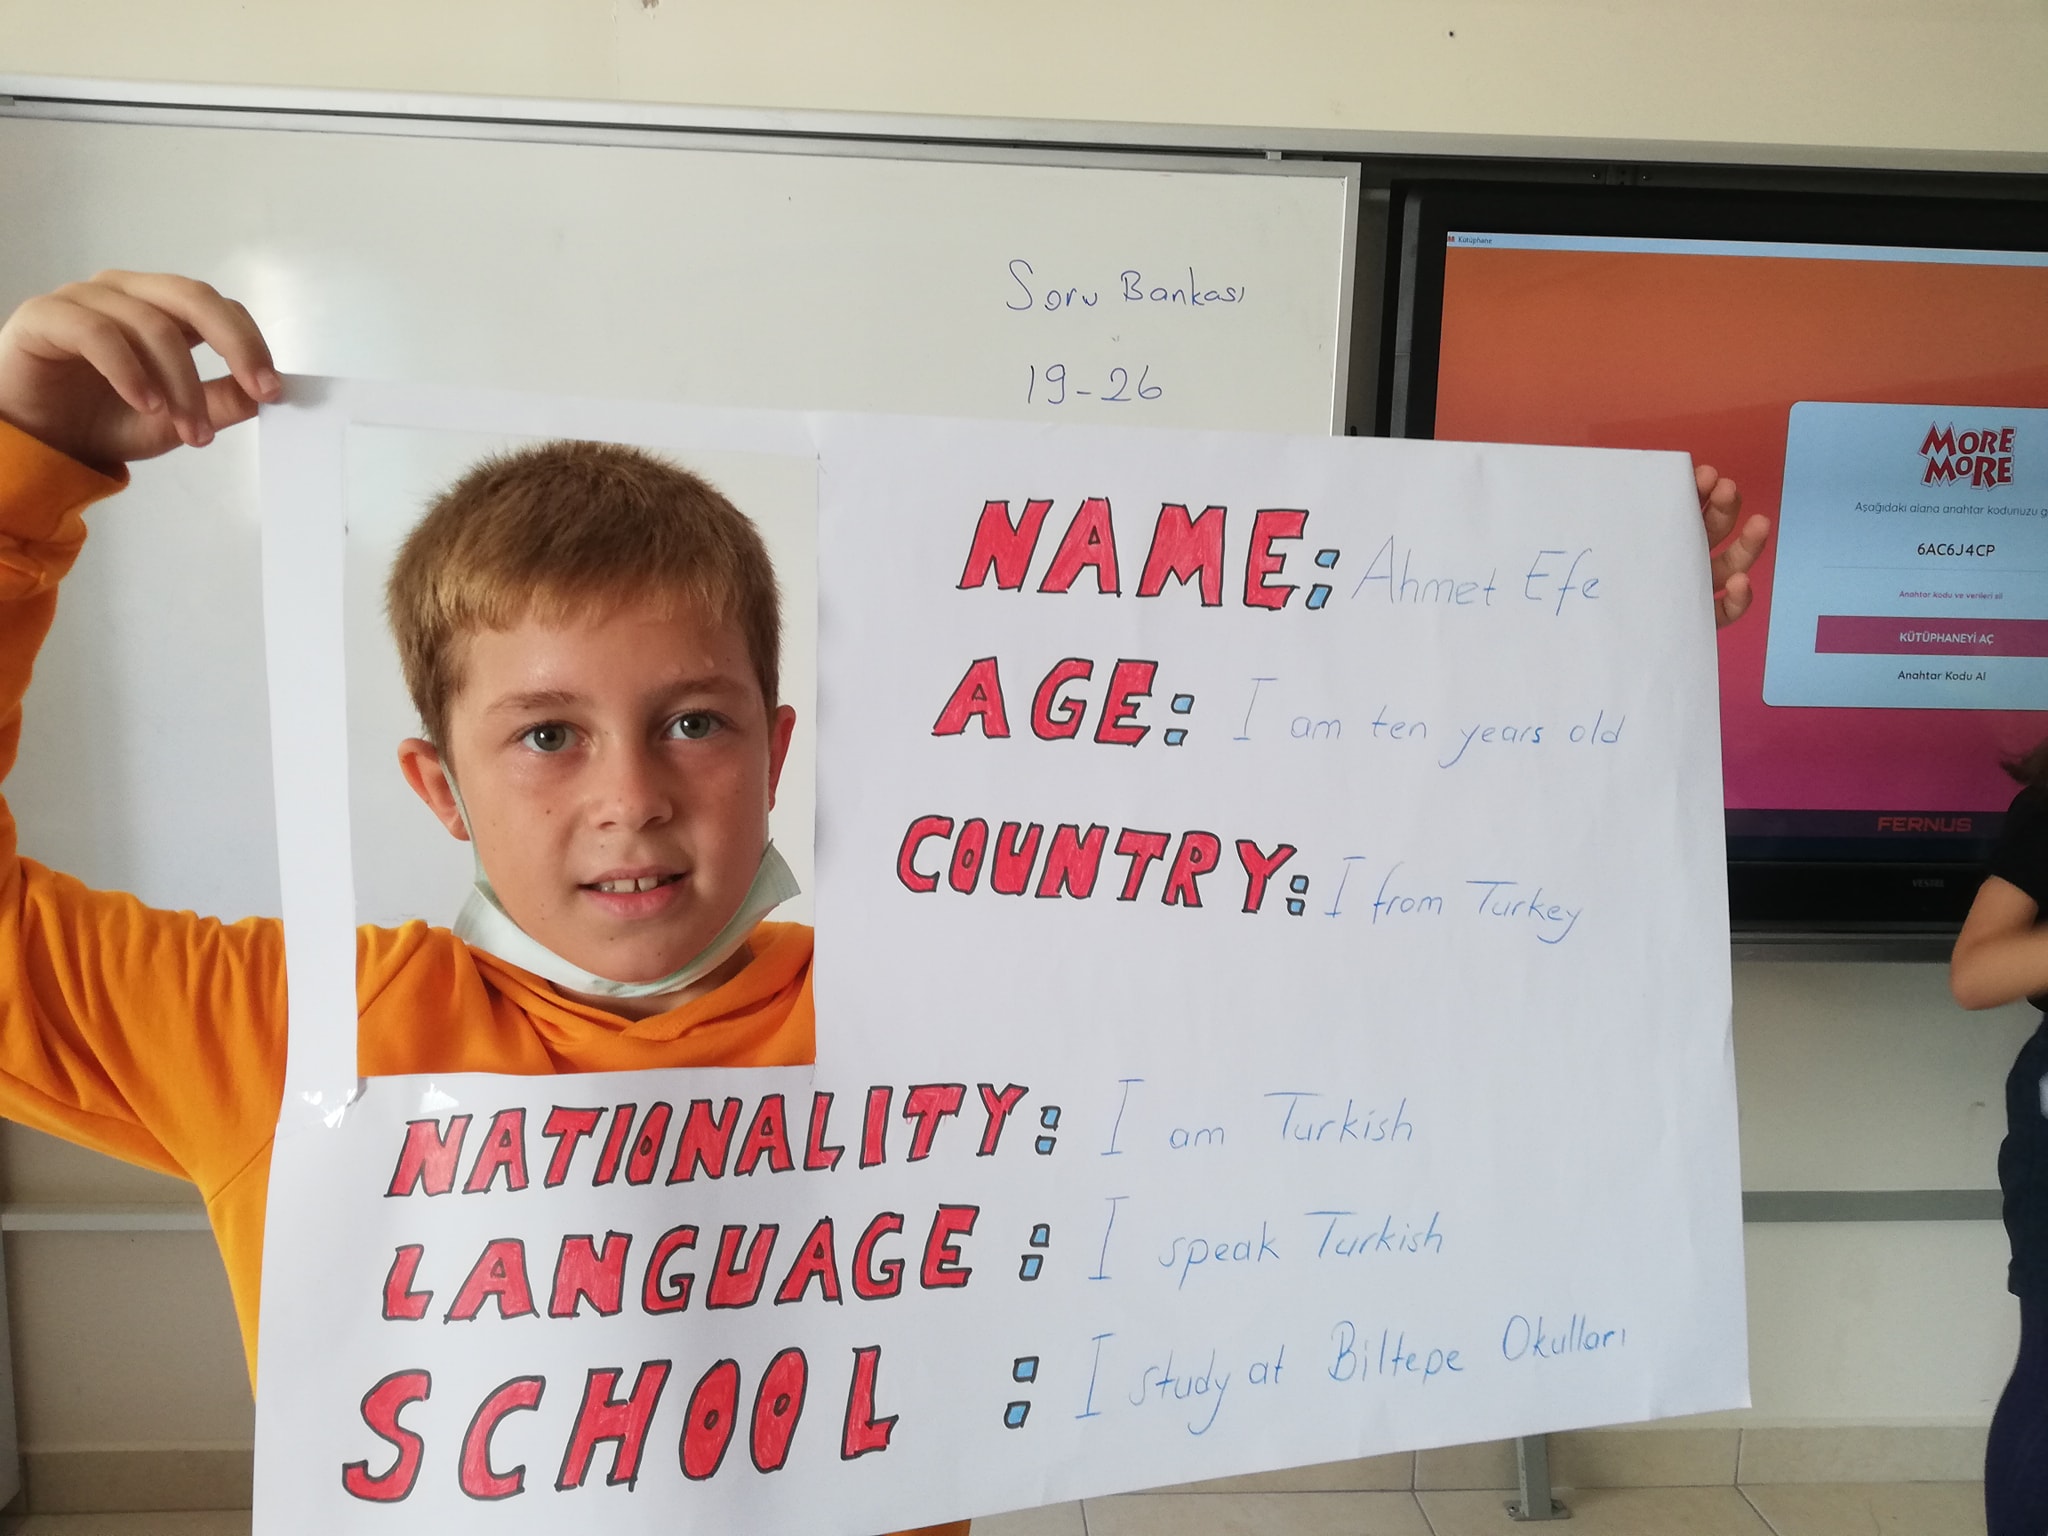 Soru Bankası
19-26
Kütüphane
MORE
MORE
Aşağıdaki alana anahtar kodunuzu g
6AC6J4CP
Anahtar kodu ve verileri sil
KÜTÜPHANEYİ AÇ
Anahtar Kodu Al
FERNUS
VESTEL
NAME: Ahmet Efe
AGE: I am ten years old
COUNTRY: I from Turkey
NATIONALITY: I am Turkish
LANGUAGE: I speak Turkish
SCHOOL: I study at Biltepe Okulları